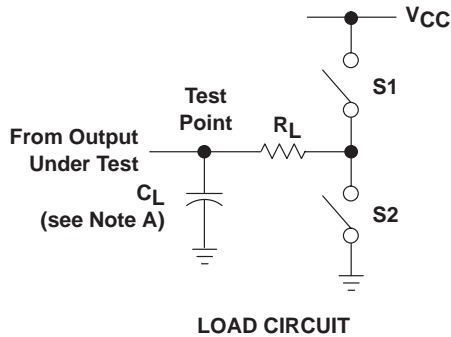 VCC
S1
Test
Point
RL
From Output
Under Test
CL
(see Note A)
S2
LOAD CIRCUIT